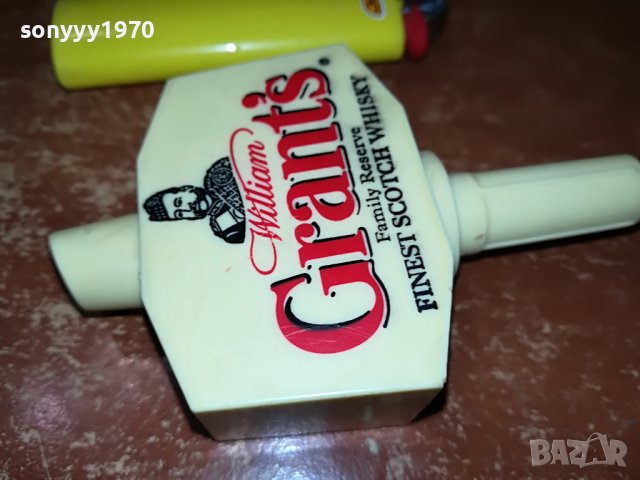 sonyyy1970
William
Grant's®
Family Reserve
FINEST SCOTCH WHISKY
BAZAR